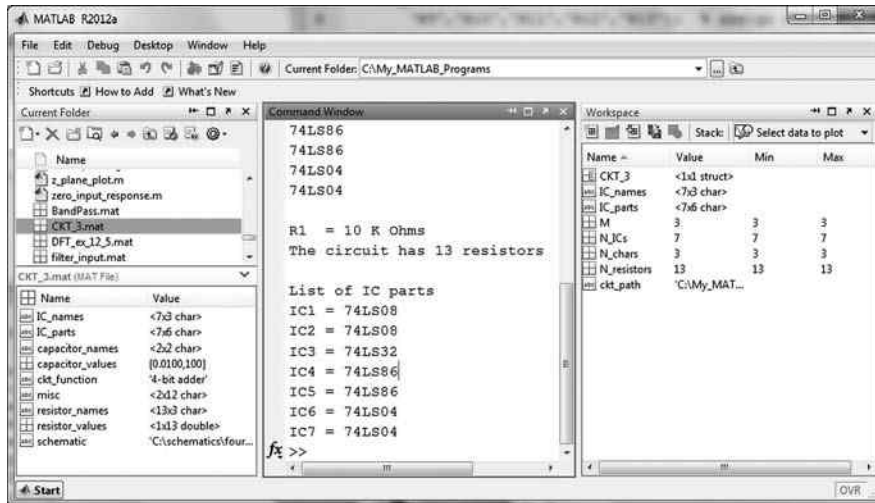 MATLAB R2012a
File Edit Debug Desktop Window Help
Current Folder: C:\My_MATLAB_Programs
Shortcuts How to Add What's New
Current Folder
Name
z_plane_plot.m
zero_input_response.m
BandPass.mat
CKT_3.mat
DFT_ex_12_5.mat
filter_input.mat
CKT_3.mat (MAT File)
Name Value
IC_names <7x3 char>
IC_parts <7x6 char>
capacitor_names <2x2 char>
capacitor_values [0.0100,100]
ckt_function '4-bit adder'
misc <2x12 char>
resistor_names <13x3 char>
resistor_values <1x13 double>
schematic 'C:\schematics\four...
Command Window
74LS86
74LS86
74LS04
74LS04
R1 = 10 K Ohms
The circuit has 13 resistors
List of IC parts
IC1 = 74LS08
IC2 = 74LS08
IC3 = 74LS32
IC4 = 74LS86
IC5 = 74LS86
IC6 = 74LS04
IC7 = 74LS04
fx >>
Workspace
Stack: Select data to plot
Name Value Min Max
CKT_3 <1x1 struct>
IC_names <7x3 char>
IC_parts <7x6 char>
M 3 3 3
N_ICs 7 7 7
N_chars 3 3 3
N_resistors 13 13 13
ckt_path 'C:\My_MAT...
Start
OVR